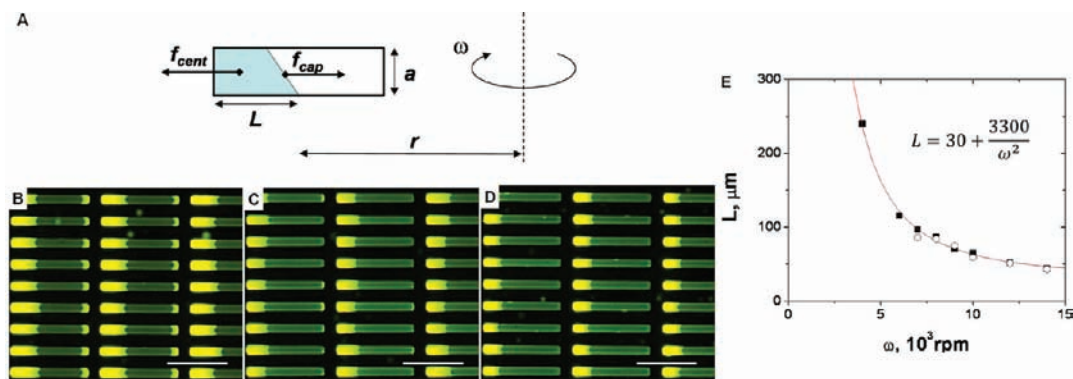 A
f_cent
f_cap
a
ω
L
r
B
C
D
E
L = 30 + 3300/ω²
L, μm
300
200
100
0
0 5 10 15
ω, 10³rpm